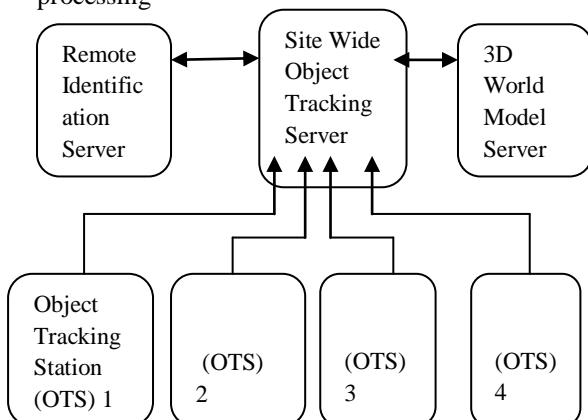 processing
Remote
Identific
ation
Server
Site Wide
Object
Tracking
Server
3D
World
Model
Server
Object
Tracking
Station
(OTS) 1
(OTS)
2
(OTS)
3
(OTS)
4